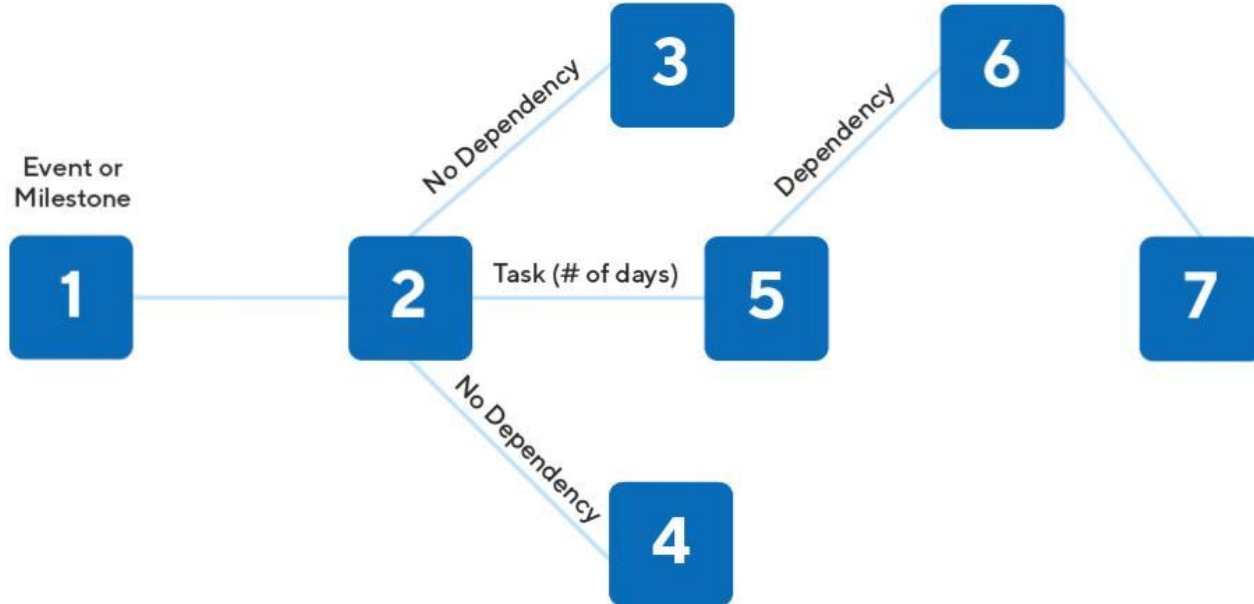 3
6
No Dependency
Dependency
Event or
Milestone
1
2
Task (# of days)
5
7
No Dependency
4